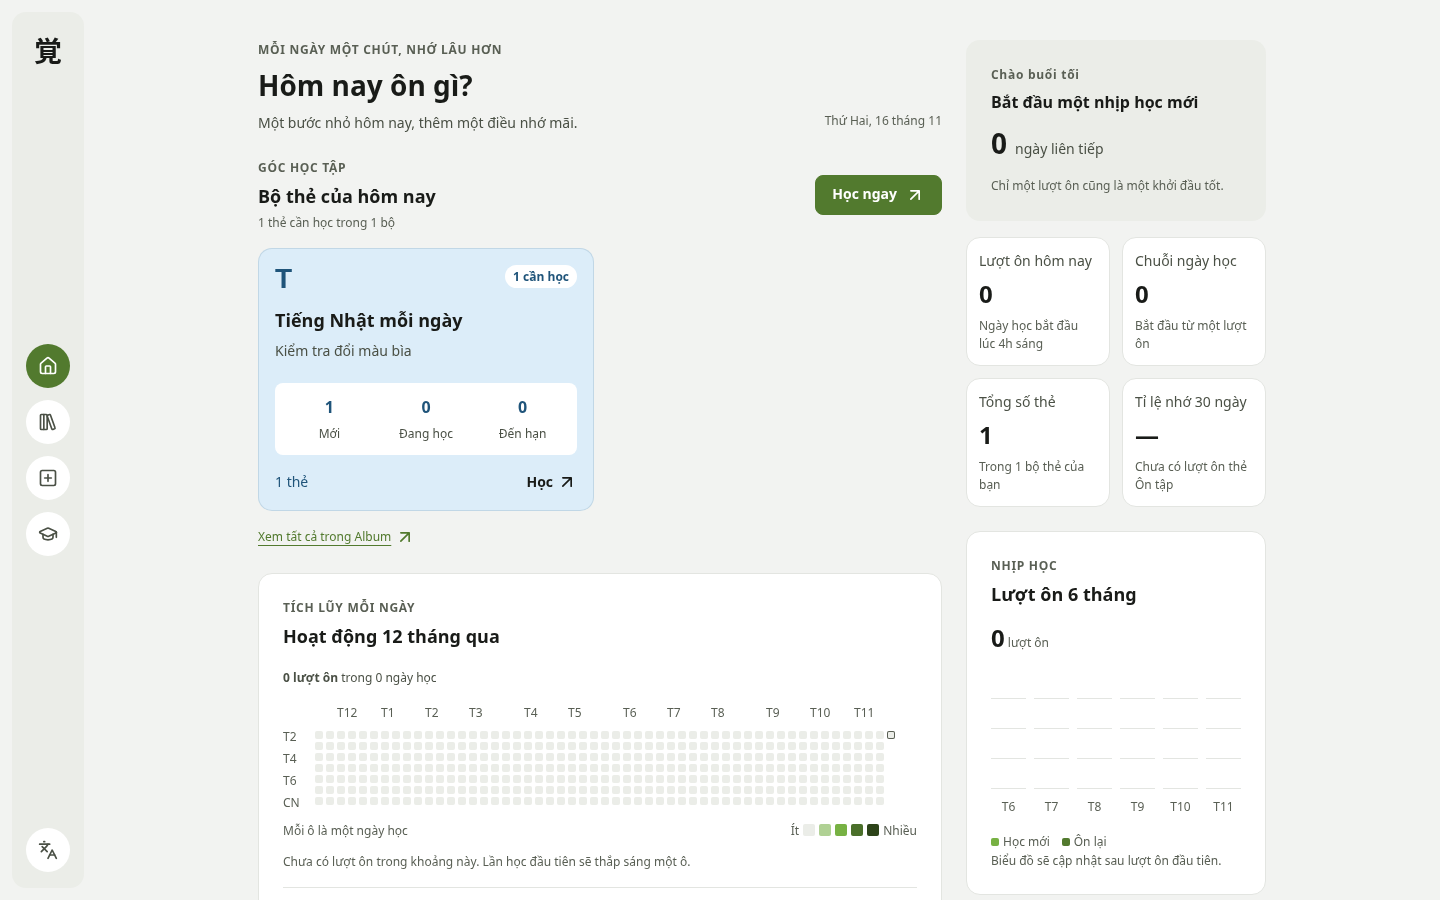 覚
MỖI NGÀY MỘT CHÚT, NHỚ LÂU HƠN
Hôm nay ôn gì?
Một bước nhỏ hôm nay, thêm một điều nhớ mãi.
Thứ Hai, 16 tháng 11
GÓC HỌC TẬP
Bộ thẻ của hôm nay
1 thẻ cần học trong 1 bộ
Học ngay
T
1 cần học
Tiếng Nhật mỗi ngày
Kiểm tra đổi màu bìa
1 0 0
Mới Đang học Đến hạn
1 thẻ
Học
Xem tất cả trong Album
TÍCH LŨY MỖI NGÀY
Hoạt động 12 tháng qua
0 lượt ôn trong 0 ngày học
T12 T1 T2 T3 T4 T5 T6 T7 T8 T9 T10 T11
T2
T4
T6
CN
Mỗi ô là một ngày học
Ít Nhiều
Chưa có lượt ôn trong khoảng này. Lần học đầu tiên sẽ thắp sáng một ô.
Chào buổi tối
Bắt đầu một nhịp học mới
0 ngày liên tiếp
Chỉ một lượt ôn cũng là một khởi đầu tốt.
Lượt ôn hôm nay
0
Ngày học bắt đầu
lúc 4h sáng
Chuỗi ngày học
0
Bắt đầu từ một lượt
ôn
Tổng số thẻ
1
Trong 1 bộ thẻ của
bạn
Tỉ lệ nhớ 30 ngày
—
Chưa có lượt ôn thẻ
Ôn tập
NHỊP HỌC
Lượt ôn 6 tháng
0 lượt ôn
T6 T7 T8 T9 T10 T11
Học mới Ôn lại
Biểu đồ sẽ cập nhật sau lượt ôn đầu tiên.